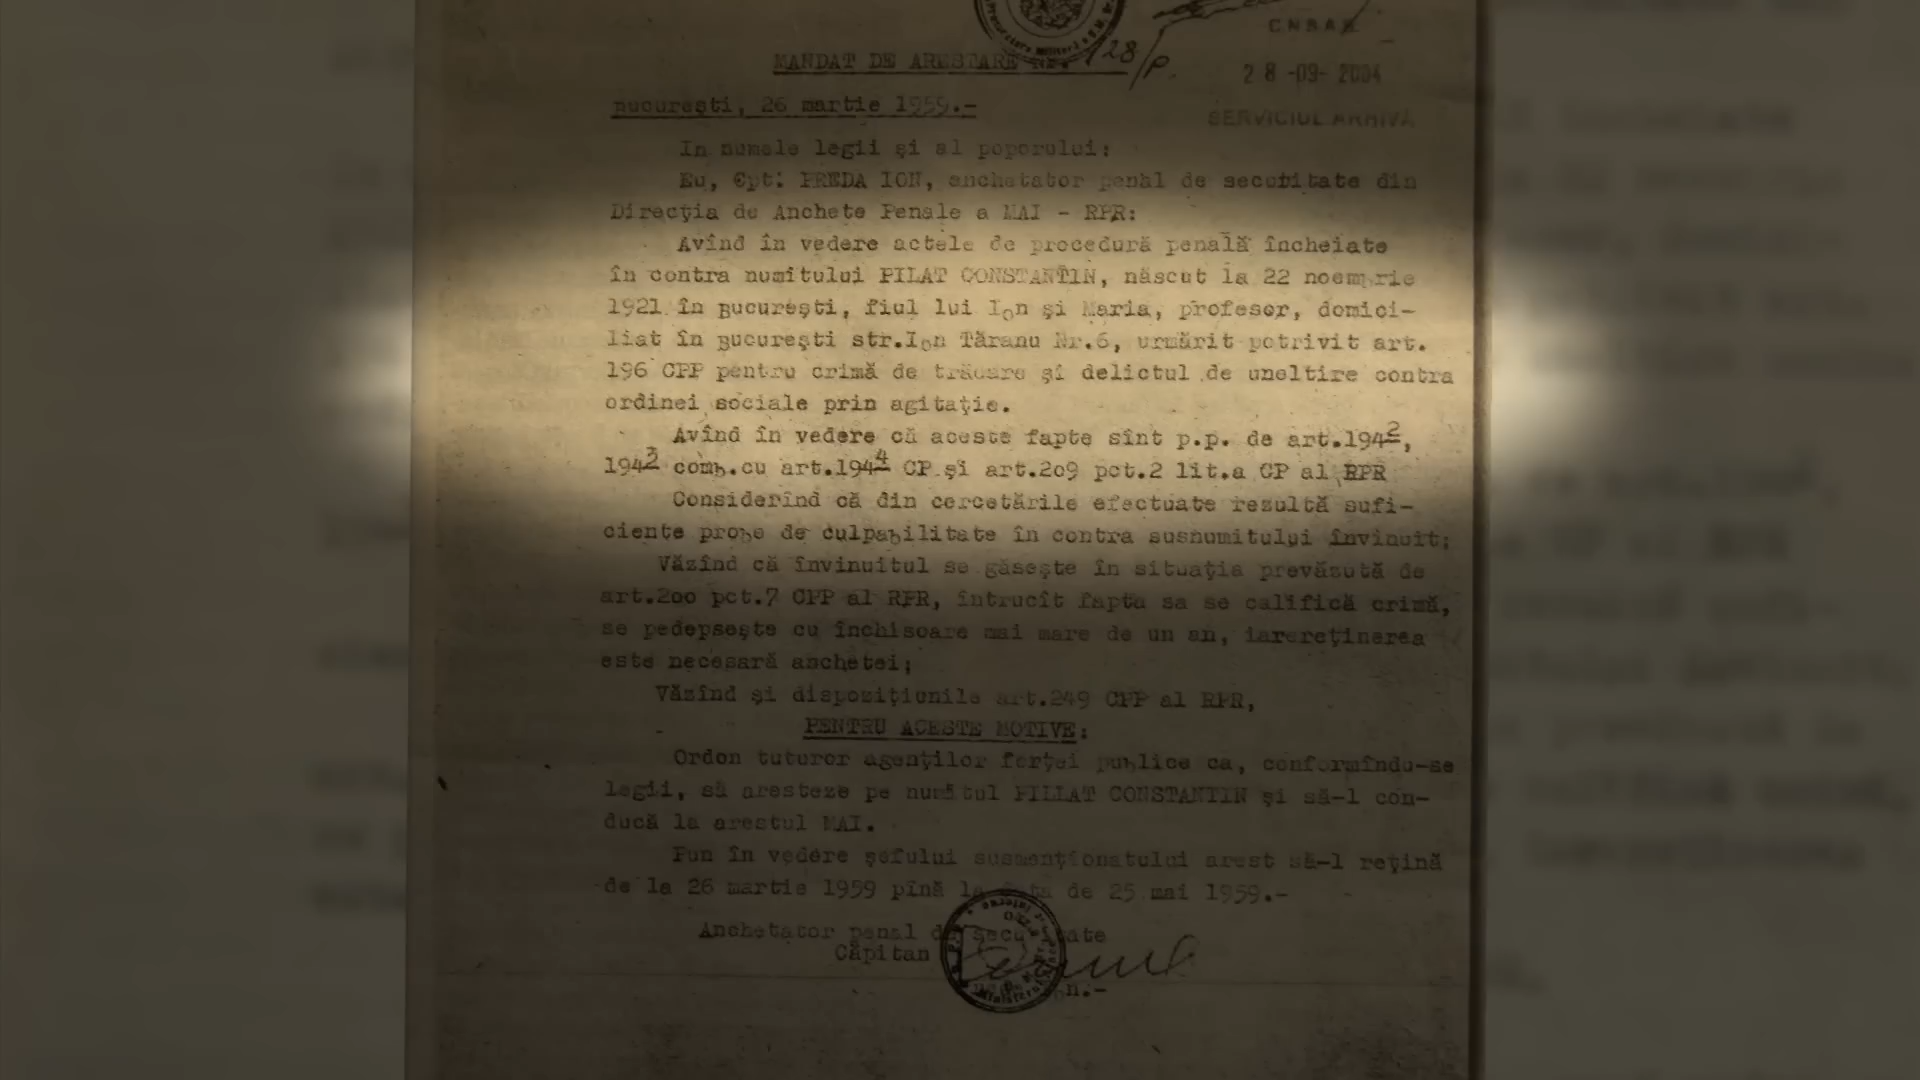 CNSAS
MANDAT DE ARESTARE Nr. 128/P.
28 -09- 2004
București, 26 martie 1959.-
SERVICIUL ARHIVĂ
In numele legii și al poporului:
Eu, Cpt: PREDA ION, anchetator penal de securitate din
Direcția de Anchete Penale a MAI - RPR:
Avînd în vedere actele de procedură penală încheiate
în contra numitului PILAT CONSTANTIN, născut la 22 noembrie
1921 în București, fiul lui Ion și Maria, profesor, domici-
liat în București str.Ion Țăranu Nr.6, urmărit potrivit art.
196 CPP pentru crimă de trădare și delictul de uneltire contra
ordinei sociale prin agitație.
Avînd în vedere că aceste fapte sînt p.p. de art.194²,
194³ comb.cu art.194⁴ CP și art.209 pct.2 lit.a CP al RPR
Considerînd că din cercetările efectuate rezultă sufi-
ciente probe de culpabilitate în contra susnumitului învinuit;
Văzînd că învinuitul se găsește în situația prevăzută de
art.200 pct.7 CPP al RPR, întrucît fapta sa se califică crimă,
se pedepsește cu închisoare mai mare de un an, iarereținerea
este necesară anchetei;
Văzînd și dispozițiunile art.249 CPP al RPR,
PENTRU ACESTE MOTIVE:
Ordon tuturor agenților forței publice ca, conformîndu-se
legii, să aresteze pe numitul PILLAT CONSTANTIN și să-l con-
ducă la arestul MAI.
Pun în vedere șefului susmenționatului arest să-l rețină
de la 26 martie 1959 pînă la data de 25 mai 1959.-
Anchetator penal de securitate
Căpitan